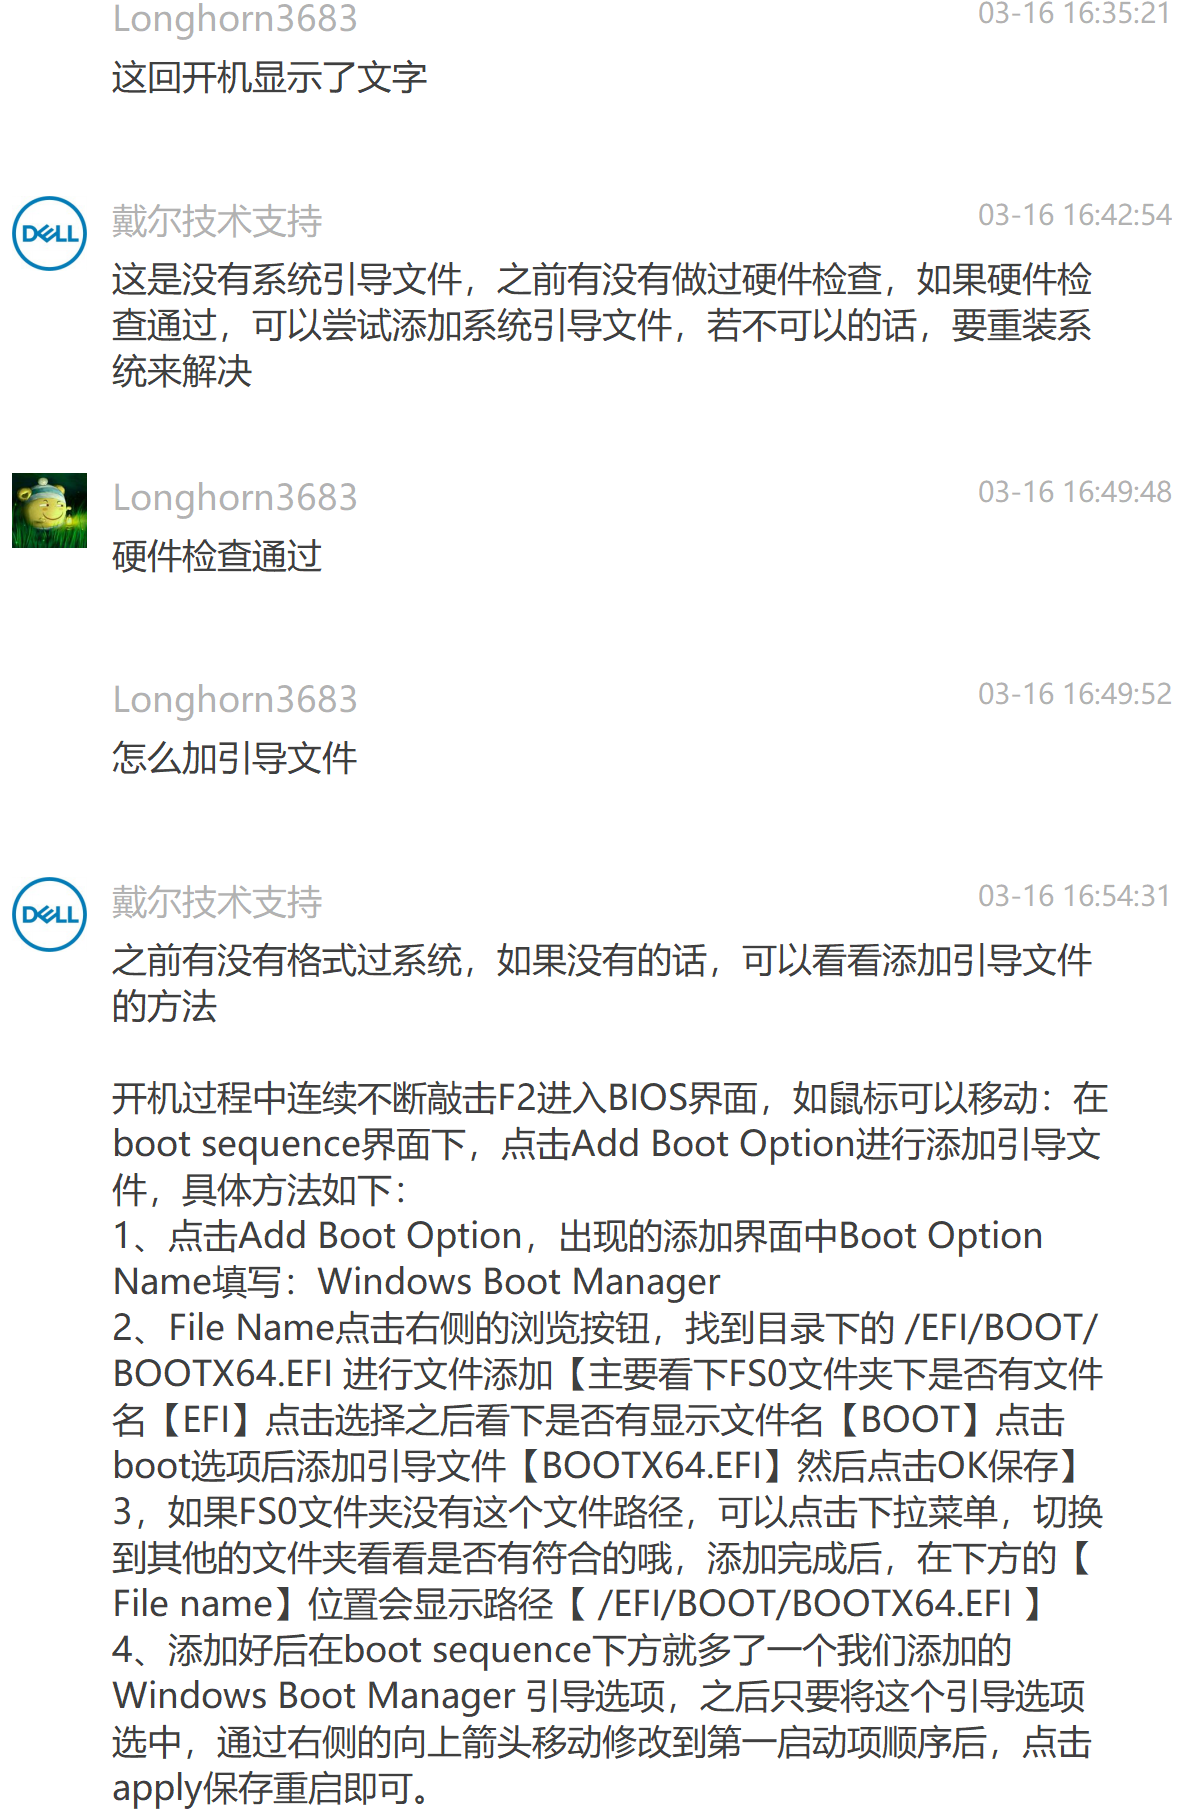 Longhorn3683
03-16 16:35:21
这回开机显示了文字
DELL
戴尔技术支持
03-16 16:42:54
这是没有系统引导文件，之前有没有做过硬件检查，如果硬件检
查通过，可以尝试添加系统引导文件，若不可以的话，要重装系
统来解决
Longhorn3683
03-16 16:49:48
硬件检查通过
Longhorn3683
03-16 16:49:52
怎么加引导文件
DELL
戴尔技术支持
03-16 16:54:31
之前有没有格式过系统，如果没有的话，可以看看添加引导文件
的方法
开机过程中连续不断敲击F2进入BIOS界面，如鼠标可以移动：在
boot sequence界面下，点击Add Boot Option进行添加引导文
件，具体方法如下：
1、点击Add Boot Option，出现的添加界面中Boot Option
Name填写：Windows Boot Manager
2、File Name点击右侧的浏览按钮，找到目录下的 /EFI/BOOT/
BOOTX64.EFI 进行文件添加【主要看下FS0文件夹下是否有文件
名【EFI】点击选择之后看下是否有显示文件名【BOOT】点击
boot选项后添加引导文件【BOOTX64.EFI】然后点击OK保存】
3，如果FS0文件夹没有这个文件路径，可以点击下拉菜单，切换
到其他的文件夹看看是否有符合的哦，添加完成后，在下方的【
File name】位置会显示路径【 /EFI/BOOT/BOOTX64.EFI 】
4、添加好后在boot sequence下方就多了一个我们添加的
Windows Boot Manager 引导选项，之后只要将这个引导选项
选中，通过右侧的向上箭头移动修改到第一启动项顺序后，点击
apply保存重启即可。